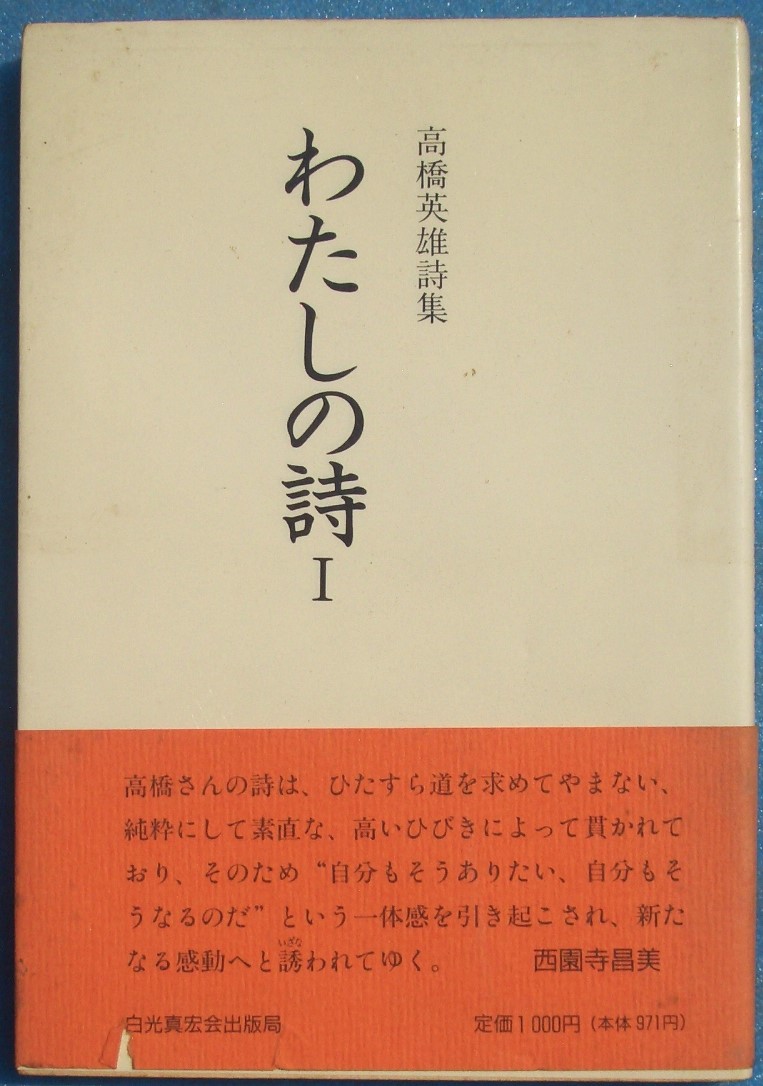 高橋英雄詩集
わたしの詩 I
高橋さんの詩は、ひたすら道を求めてやまない、
純粋にして素直な、高いひびきによって貫かれて
おり、そのため“自分もそうありたい、自分もそ
うなるのだ”という一体感を引き起こされ、新た
なる感動へと誘われてゆく。 西園寺昌美
いざな
白光真宏会出版局 定価1000円(本体971円)